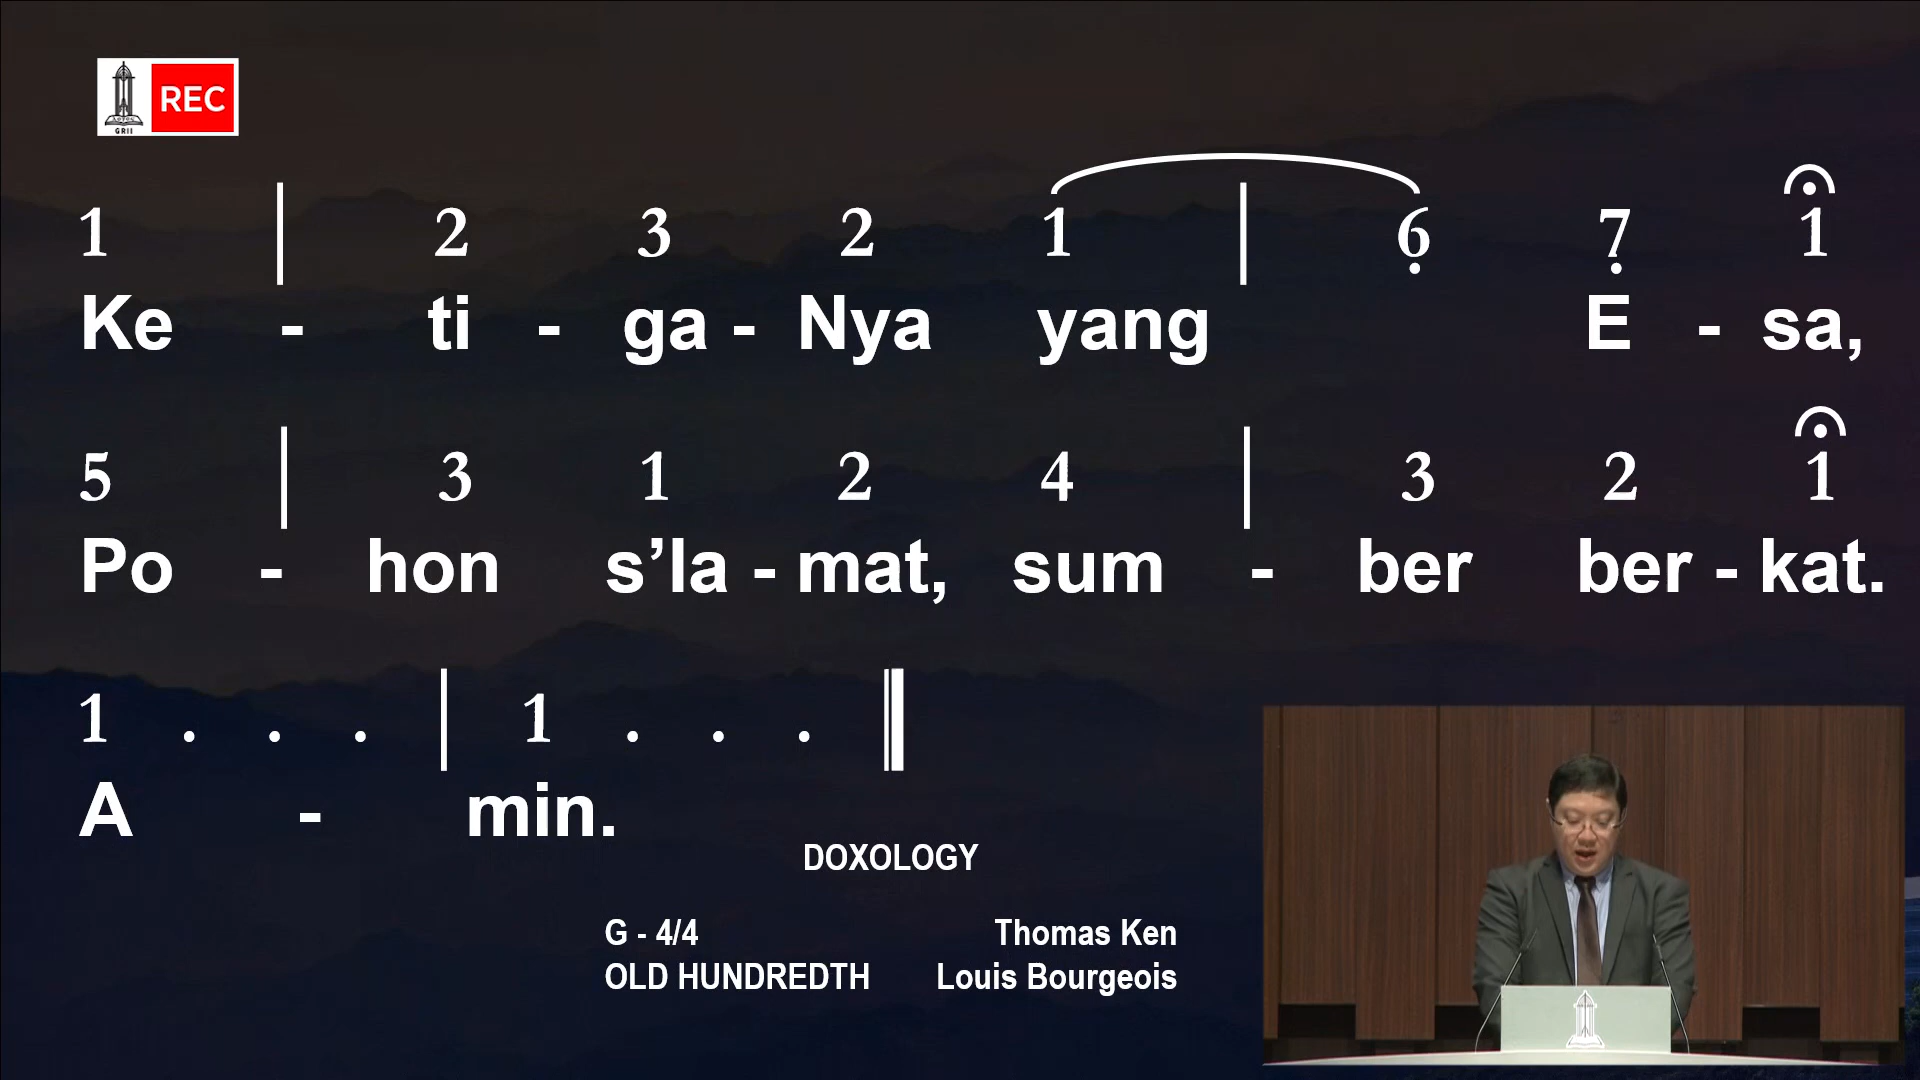 GRII REC
1 | 2 3 2 1 | 6̣ 7̣ 1
Ke - ti - ga - Nya yang E - sa,
5 | 3 1 2 4 | 3 2 1
Po - hon s’la - mat, sum - ber ber - kat.
1 . . . | 1 . . . ‖
A - min.
DOXOLOGY
G - 4/4 Thomas Ken
OLD HUNDREDTH Louis Bourgeois